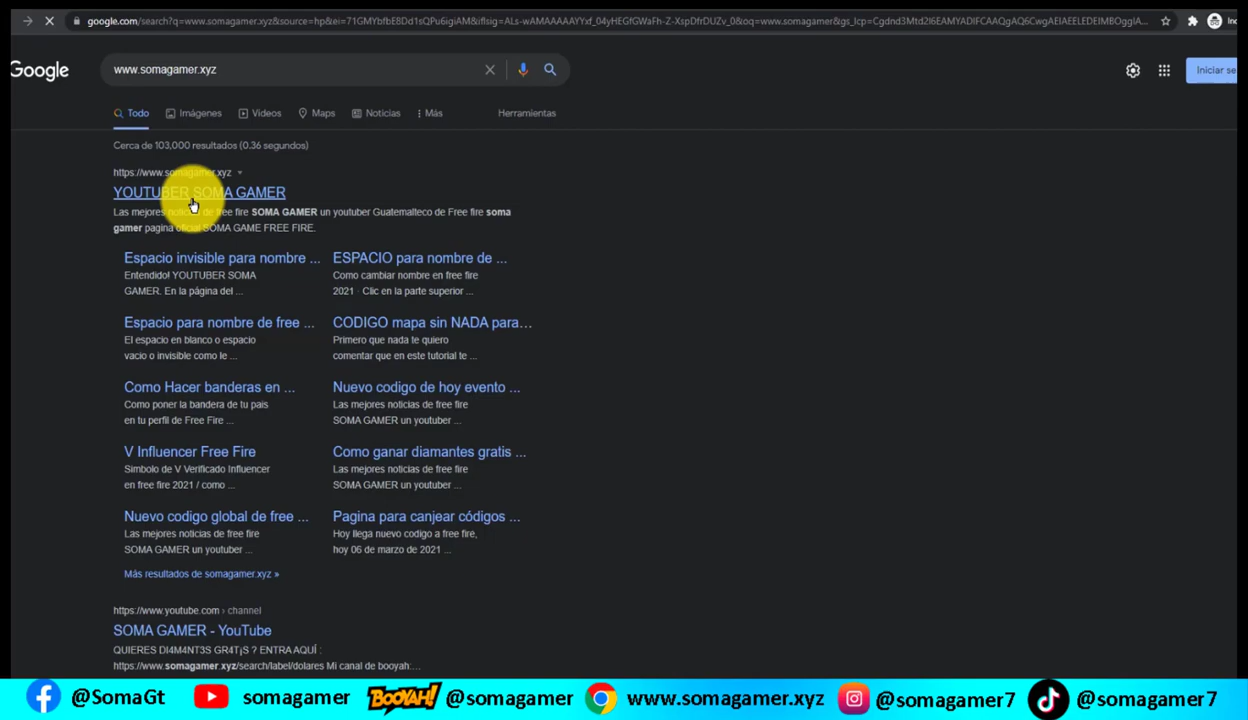 google.com/search?q=www.somagamer.xyz&source=hp&ei=
Google
www.somagamer.xyz
Iniciar se
Todo Imágenes Videos Maps Noticias Más Herramientas
Cerca de 103,000 resultados (0.36 segundos)
https://www.somagamer.xyz
YOUTUBER SOMA GAMER
Las mejores noticias de free fire SOMA GAMER un youtuber Guatemalteco de Free fire soma
gamer pagina oficial SOMA GAME FREE FIRE.
Espacio invisible para nombre ...
Entendido! YOUTUBER SOMA
GAMER. En la página del ...
ESPACIO para nombre de ...
Como cambiar nombre en free fire
2021 · Clic en la parte superior ...
Espacio para nombre de free ...
El espacio en blanco o espacio
vacio o invisible como le ...
CODIGO mapa sin NADA para...
Primero que nada te quiero
comentar que en este tutorial te ...
Como Hacer banderas en ...
Como poner la bandera de tu pais
en tu perfil de Free Fire ...
Nuevo codigo de hoy evento ...
Las mejores noticias de free fire
SOMA GAMER un youtuber ...
V Influencer Free Fire
Simbolo de V Verificado Influencer
en free fire 2021 / como ...
Como ganar diamantes gratis ...
Las mejores noticias de free fire
SOMA GAMER un youtuber ...
Nuevo codigo global de free ...
Las mejores noticias de free fire
SOMA GAMER un youtuber ...
Pagina para canjear códigos ...
Hoy llega nuevo codigo a free fire,
hoy 06 de marzo de 2021 ...
Más resultados de somagamer.xyz »
https://www.youtube.com › channel
SOMA GAMER - YouTube
QUIERES DI4M4NT3S GR4T¡S ? ENTRA AQUÍ :
https://www.somagamer.xyz/search/label/dolares Mi canal de booyah:...
@SomaGt somagamer BOOYAH! @somagamer www.somagamer.xyz @somagamer7 @somagamer7